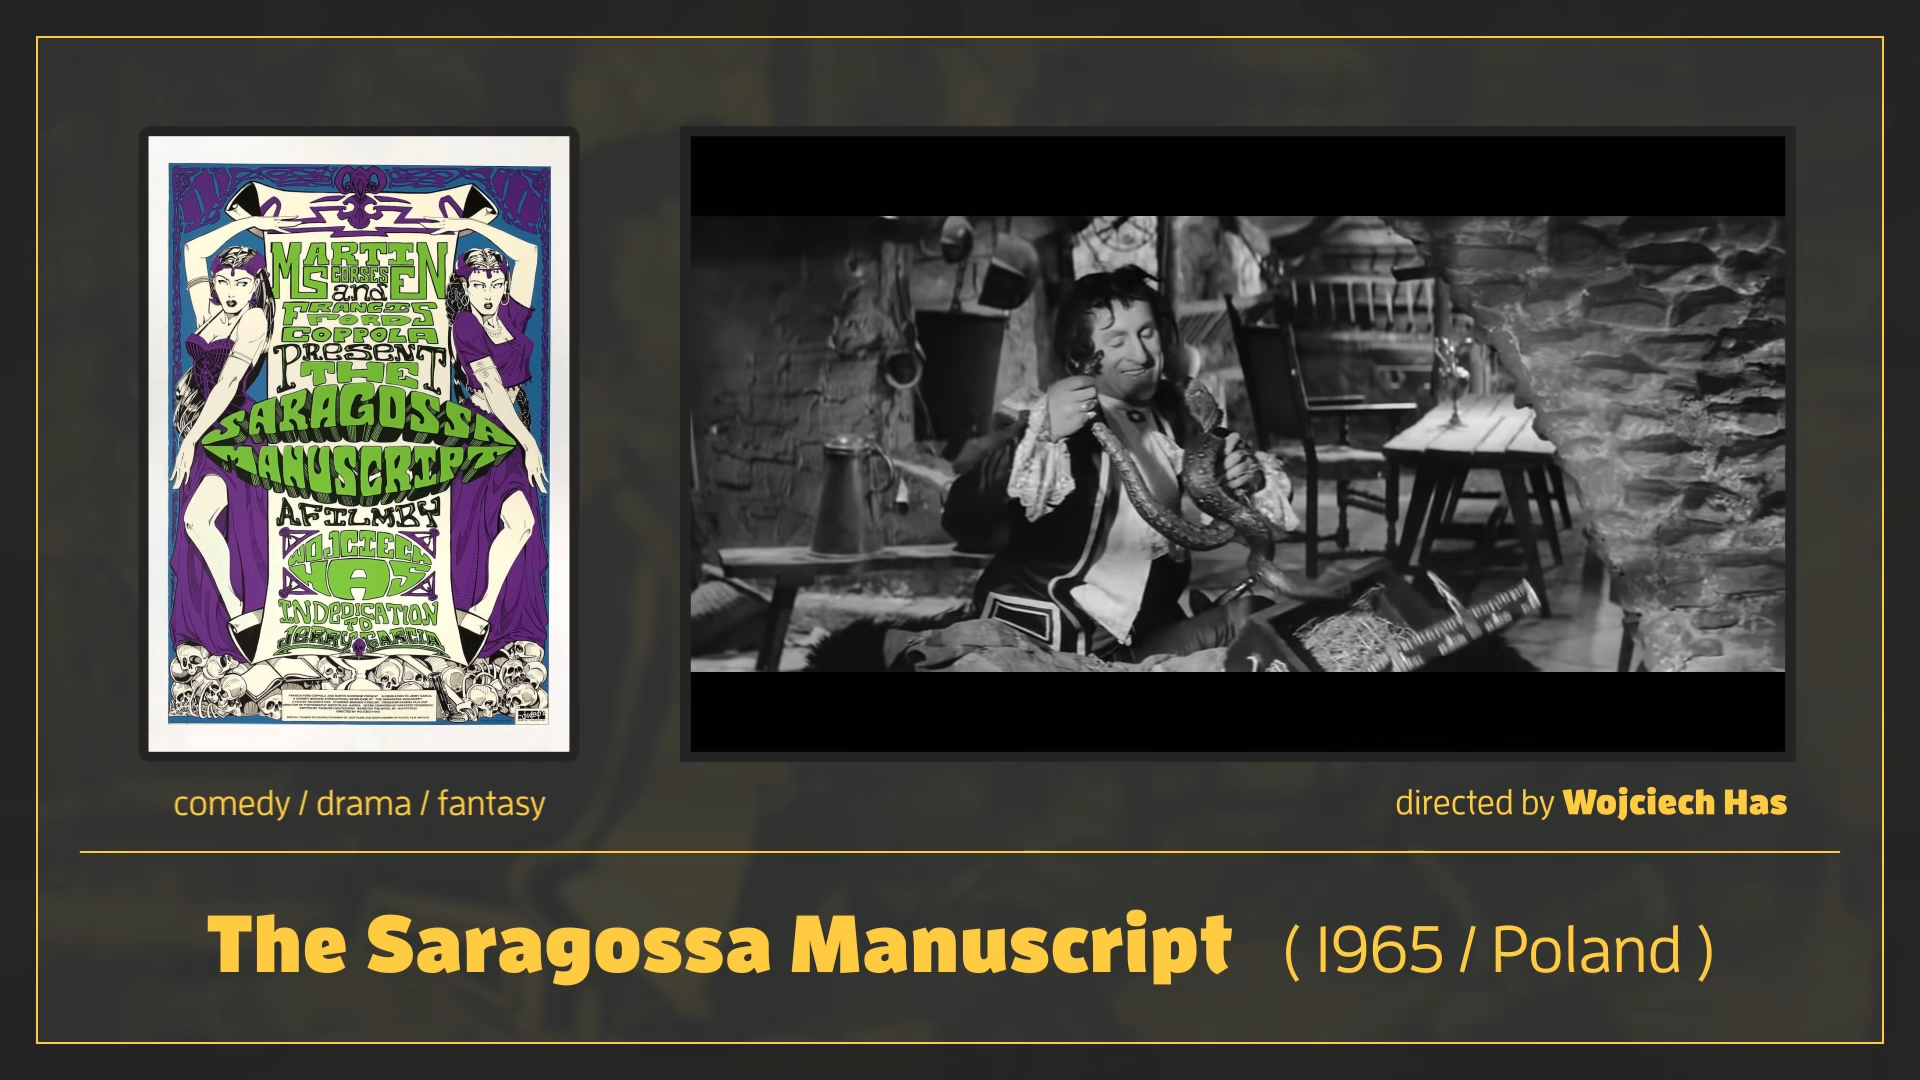 MARTIN
SCORSESE
and
FRANCIS
FORD
COPPOLA
PRESENT
THE
SARAGOSSA
MANUSCRIPT
A FILM BY
WOJCIECH
HAS
IN DEDICATION
TO
JERRY GARCIA
comedy / drama / fantasy
directed by Wojciech Has
The Saragossa Manuscript ( 1965 / Poland )